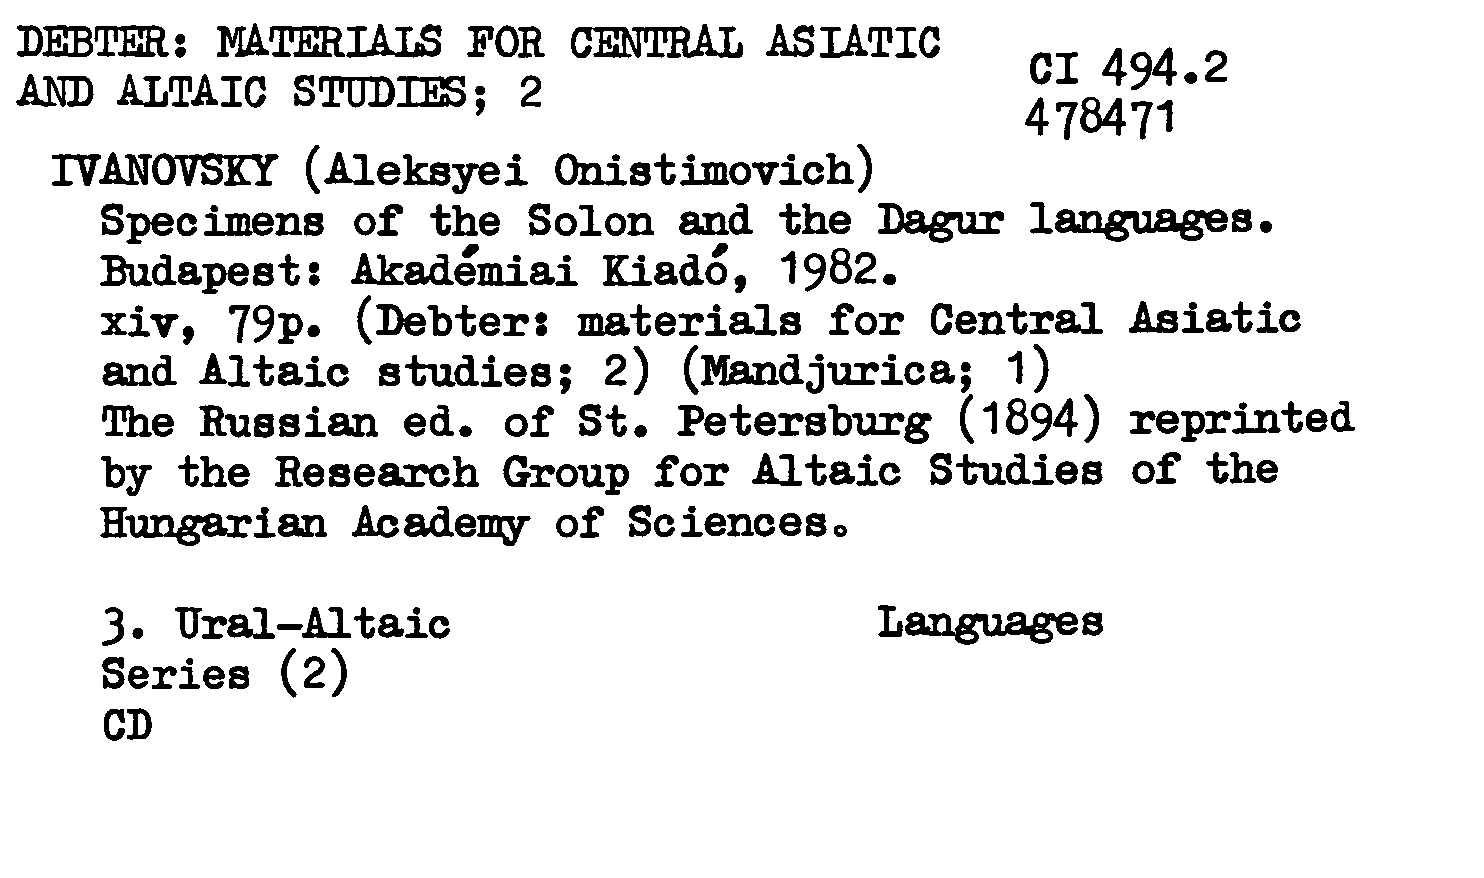 DEBTER: MATERIALS FOR CENTRAL ASIATIC
AND ALTAIC STUDIES; 2
CI 494.2
478471
IVANOVSKY (Aleksyei Onistimovich)
Specimens of the Solon and the Dagur languages.
Budapest: Akadémiai Kiadó, 1982.
xiv, 79p. (Debter: materials for Central Asiatic
and Altaic studies; 2) (Mandjurica; 1)
The Russian ed. of St. Petersburg (1894) reprinted
by the Research Group for Altaic Studies of the
Hungarian Academy of Sciences.
3. Ural-Altaic Languages
Series (2)
CD